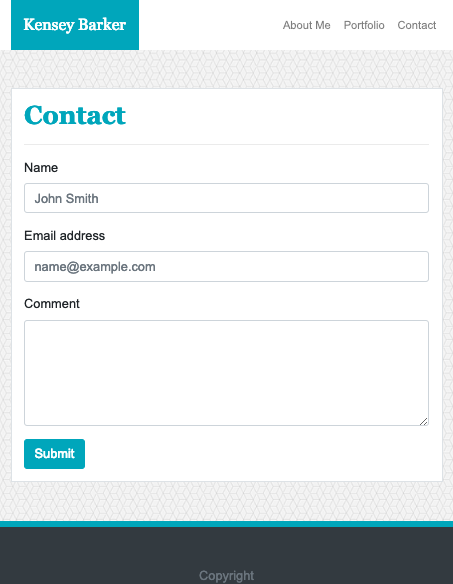 Kensey Barker
About Me Portfolio Contact
Contact
Name
John Smith
Email address
name@example.com
Comment
Submit
Copyright